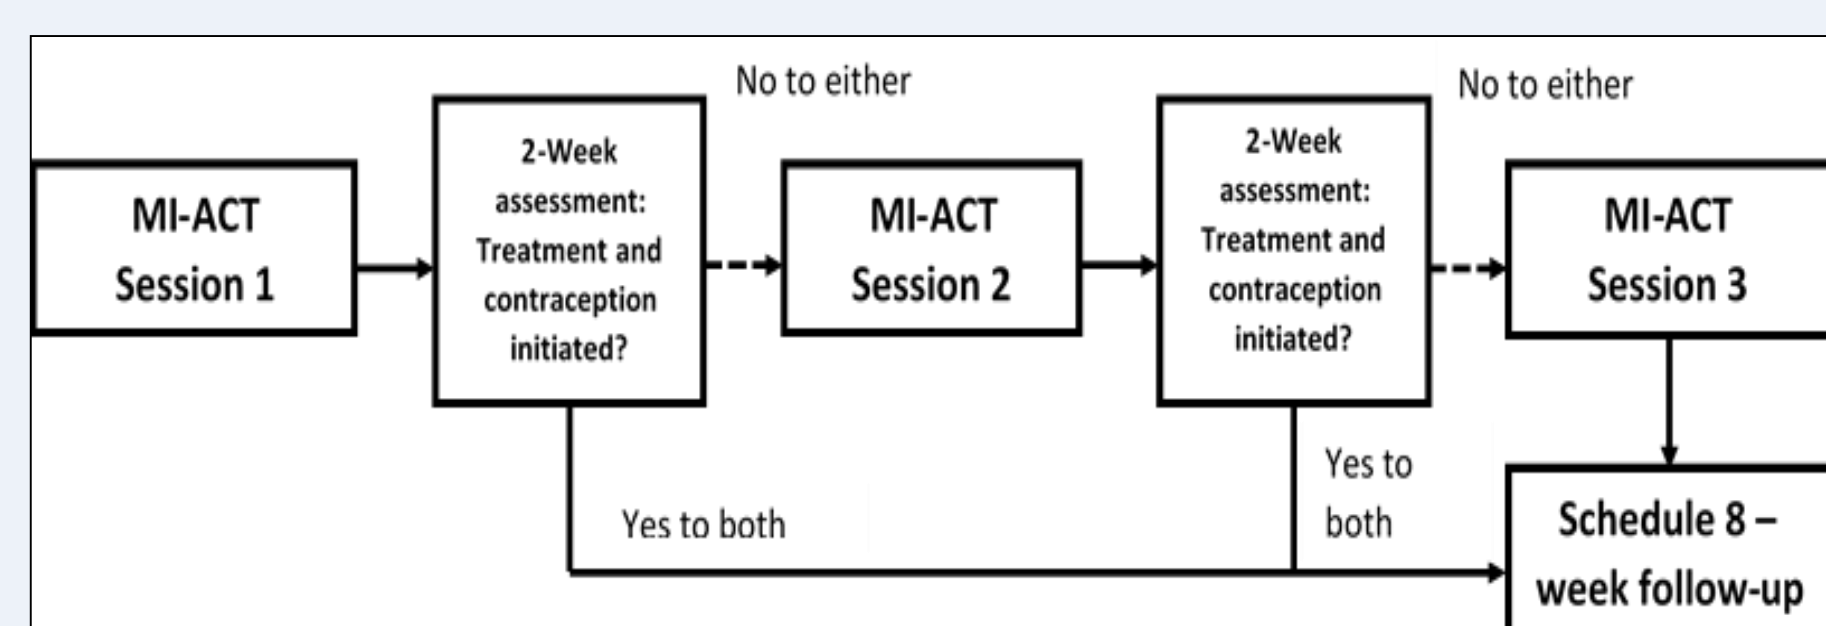 MI-ACT
Session 1
2-Week
assessment:
Treatment and
contraception
initiated?
No to either
MI-ACT
Session 2
2-Week
assessment:
Treatment and
contraception
initiated?
No to either
MI-ACT
Session 3
Yes to both
Yes to
both
Schedule 8 –
week follow-up